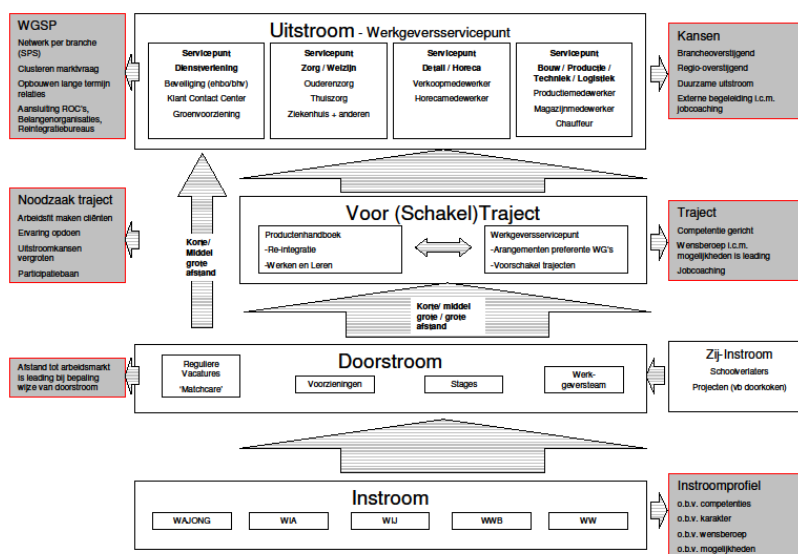 WGSP
Netwerk per branche
(SPS)
Clusteren marktvraag
Opbouwen lange termijn
relaties
Aansluiting ROC's,
Belangenorganisaties,
Reintegratiebureaus
Uitstroom - Werkgeversservicepunt
Servicepunt
Dienstverlening
Beveiliging (ehbo/bhv)
Klant Contact Center
Groenvoorziening
Servicepunt
Zorg / Welzijn
Ouderenzorg
Thuiszorg
Ziekenhuis + anderen
Servicepunt
Detail / Horeca
Verkoopmedewerker
Horecamedewerker
Servicepunt
Bouw / Productie /
Techniek / Logistiek
Productiemedewerker
Magazijnmedewerker
Chauffeur
Kansen
Brancheoverstijgend
Regio-overstijgend
Duurzame uitstroom
Externe begeleiding i.c.m.
jobcoaching
Noodzaak traject
Arbeidsfit maken cliënten
Ervaring opdoen
Uitstroomkansen
vergroten
Participatiebaan
Korte/
Middel
grote
afstand
Voor (Schakel)Traject
Productenhandboek
-Re-integratie
-Werken en Leren
Werkgeversservicepunt
-Arangementen preferente WG's
-Voorschakel trajecten
Traject
Competentie gericht
Wensberoep i.c.m.
mogelijkheden is leading
Jobcoaching
Korte/ middel
grote / grote
afstand
Afstand tot arbeidsmarkt
is leading bij bepaling
wijze van doorstroom
Doorstroom
Reguliere
Vacatures
'Matchcare'
Voorzieningen
Stages
Werk-
geversteam
Zij-Instroom
Schoolverlaters
Projecten (vb doorkoken)
Instroom
WAJONG
WIA
WIJ
WWB
WW
Instroomprofiel
o.b.v. competenties
o.b.v. karakter
o.b.v. wensberoep
o.b.v. mogelijkheden